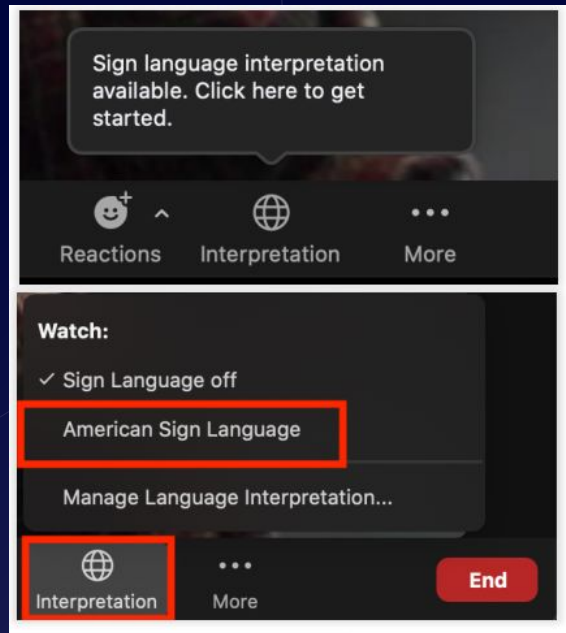 Sign language interpretation
available. Click here to get
started.
Reactions Interpretation More
Watch:
✓ Sign Language off
American Sign Language
Manage Language Interpretation...
Interpretation More End